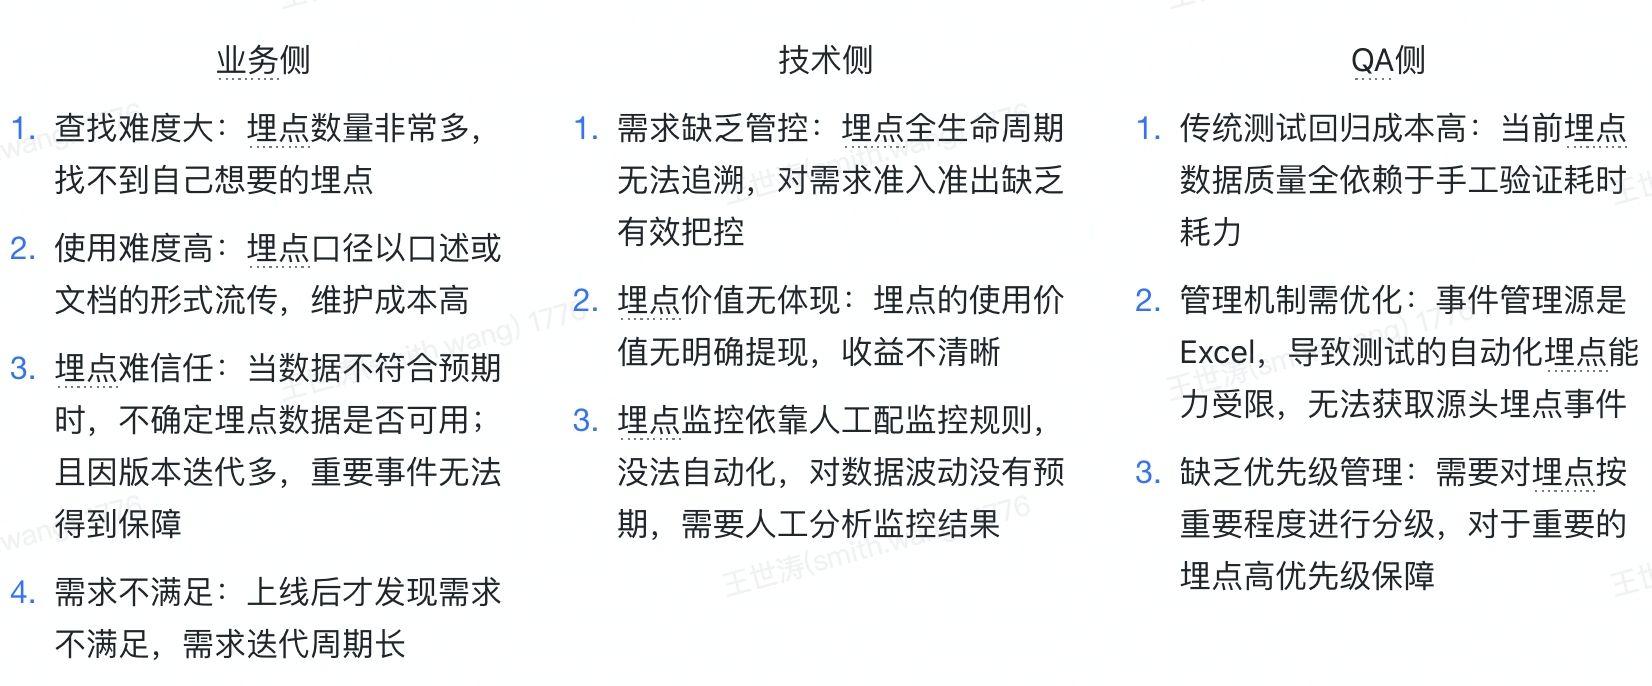 业务侧
1. 查找难度大：埋点数量非常多，
找不到自己想要的埋点
2. 使用难度高：埋点口径以口述或
文档的形式流传，维护成本高
3. 埋点难信任：当数据不符合预期
时，不确定埋点数据是否可用；
且因版本迭代多，重要事件无法
得到保障
4. 需求不满足：上线后才发现需求
不满足，需求迭代周期长
技术侧
1. 需求缺乏管控：埋点全生命周期
无法追溯，对需求准入准出缺乏
有效把控
2. 埋点价值无体现：埋点的使用价
值无明确提现，收益不清晰
3. 埋点监控依靠人工配监控规则，
没法自动化，对数据波动没有预
期，需要人工分析监控结果
QA侧
1. 传统测试回归成本高：当前埋点
数据质量全依赖于手工验证耗时
耗力
2. 管理机制需优化：事件管理源是
Excel，导致测试的自动化埋点能
力受限，无法获取源头埋点事件
3. 缺乏优先级管理：需要对埋点按
重要程度进行分级，对于重要的
埋点高优先级保障
王世涛(smith.wang) 1776